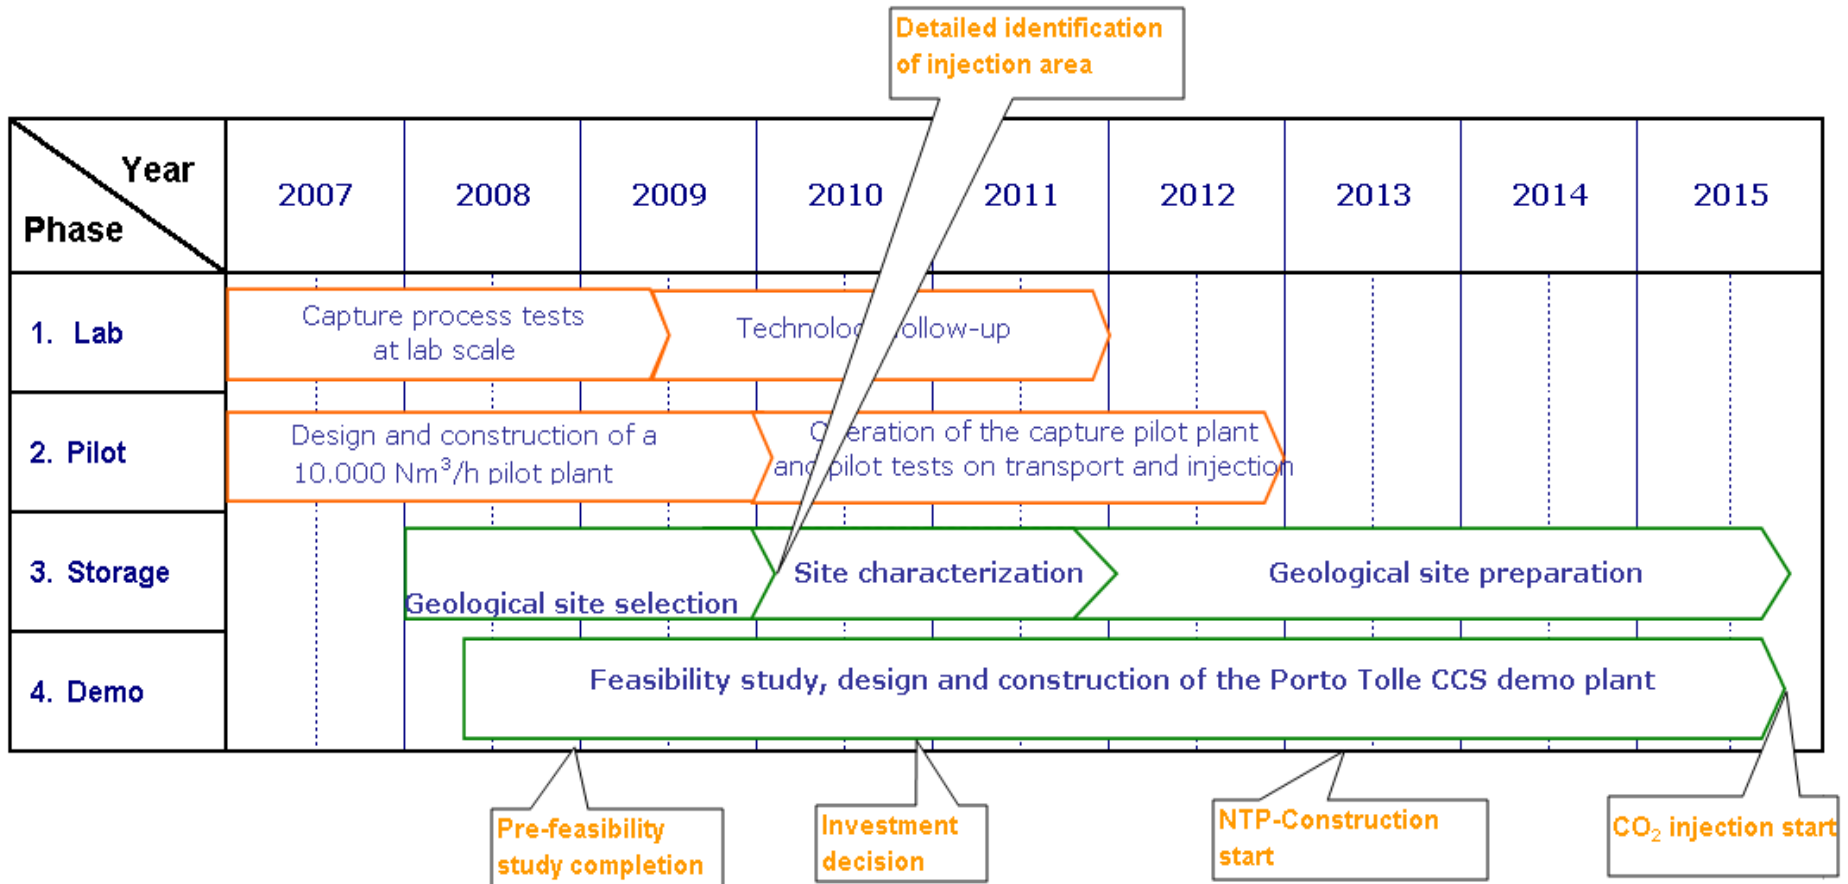 Detailed identification
of injection area
Year
Phase
2007
2008
2009
2010
2011
2012
2013
2014
2015
1. Lab
Capture process tests
at lab scale
Technolo ollow-up
2. Pilot
Design and construction of a
10.000 Nm³/h pilot plant
Operation of the capture pilot plant
and pilot tests on transport and injection
3. Storage
Geological site selection
Site characterization
Geological site preparation
4. Demo
Feasibility study, design and construction of the Porto Tolle CCS demo plant
Pre-feasibility
study completion
Investment
decision
NTP-Construction
start
CO₂ injection start